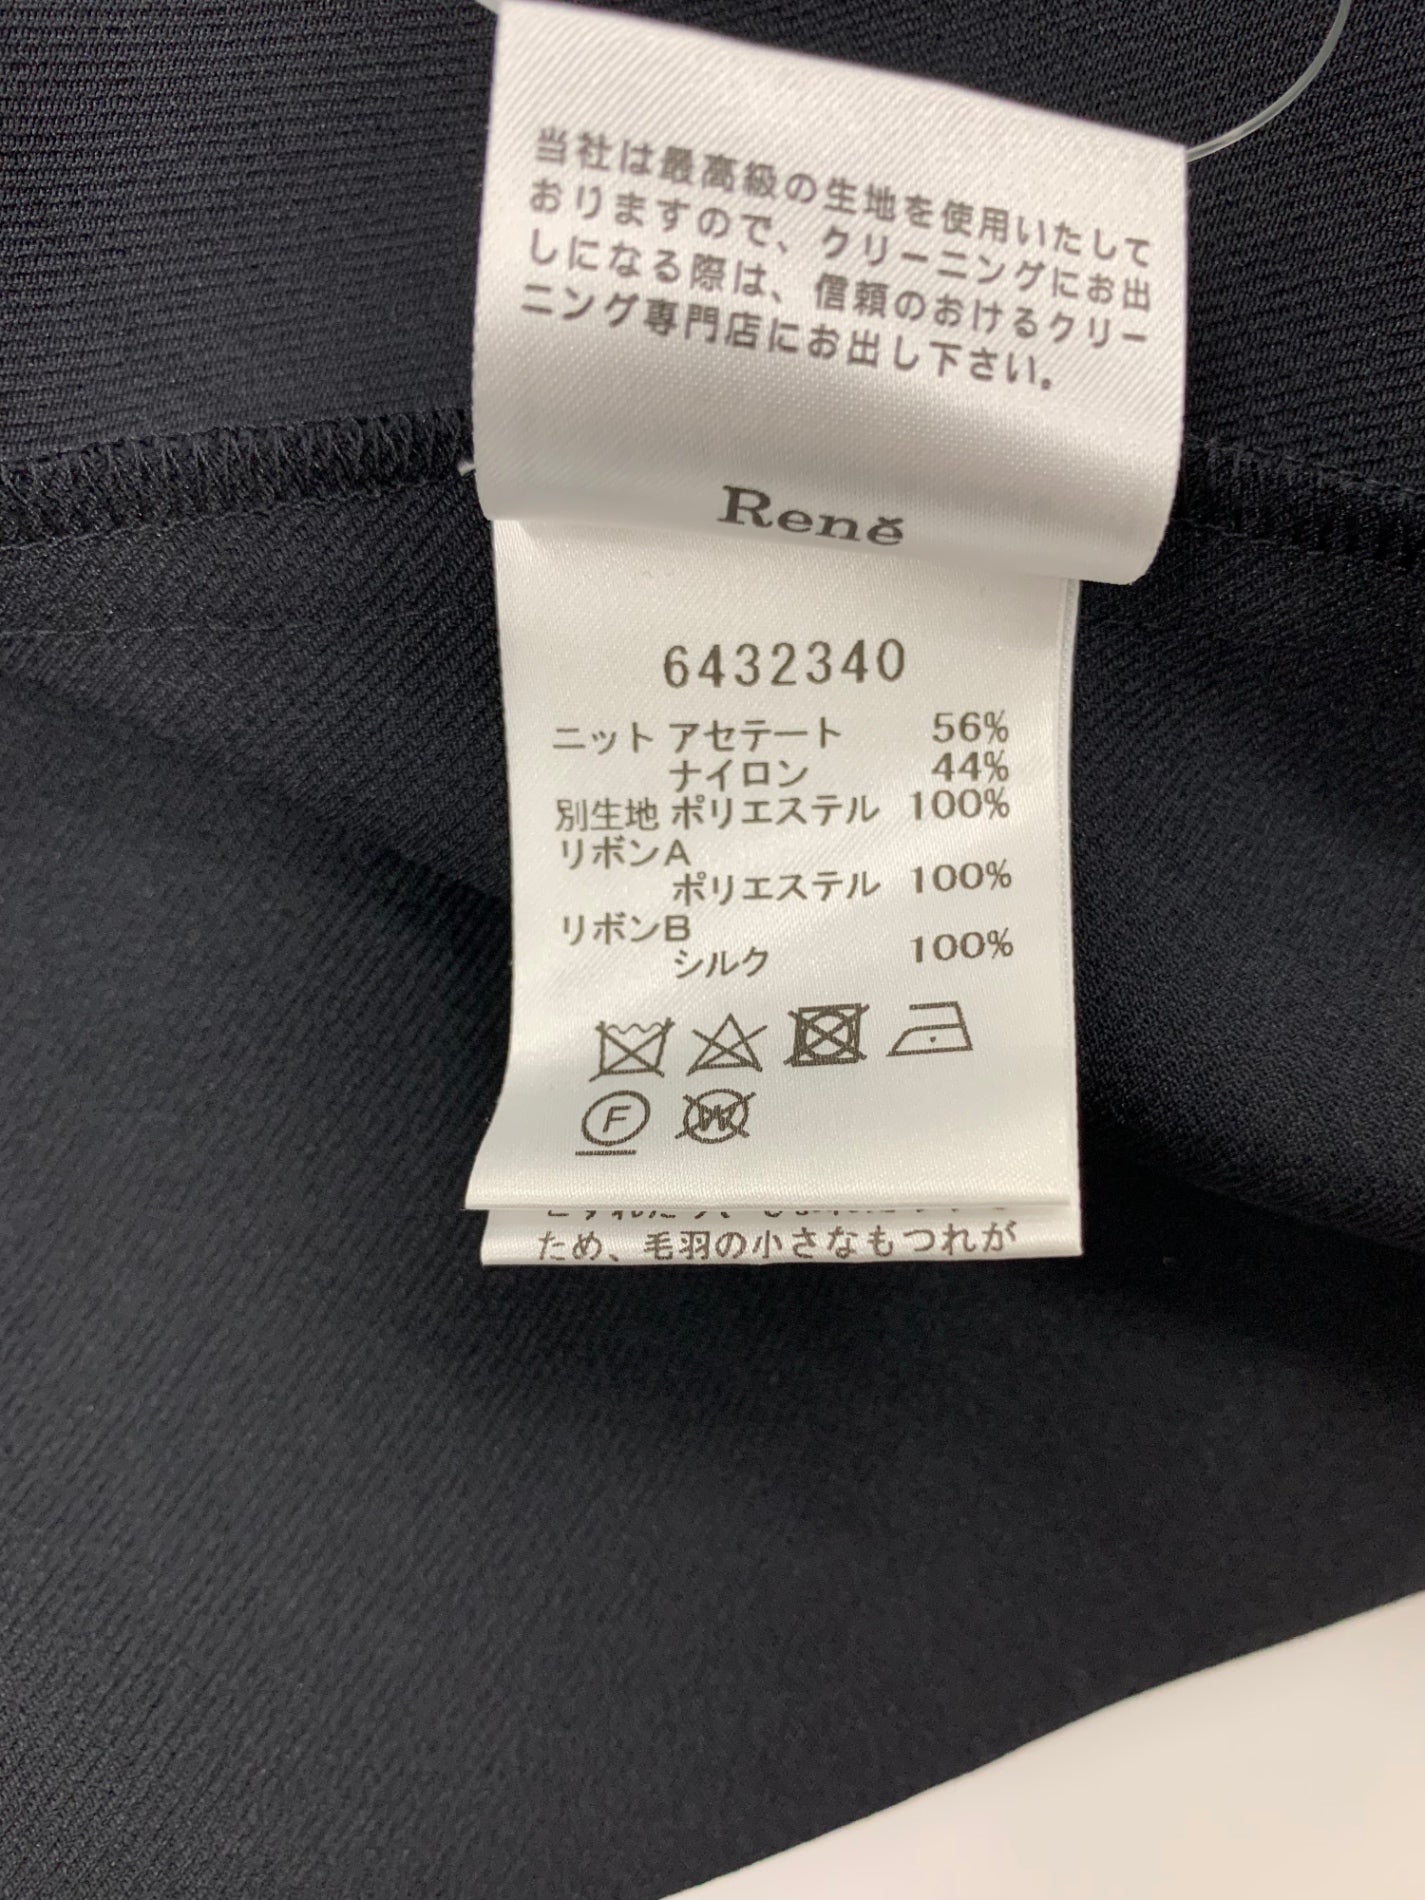 当社は最高級の生地を使用いたして
おりますので、クリーニングにお出
しになる際は、信頼のおけるクリー
ニング専門店にお出し下さい。
René
6432340
ニット アセテート 56%
ナイロン 44%
別生地 ポリエステル 100%
リボンA
ポリエステル 100%
リボンB
シルク 100%
F
W
ため、毛羽の小さなもつれが